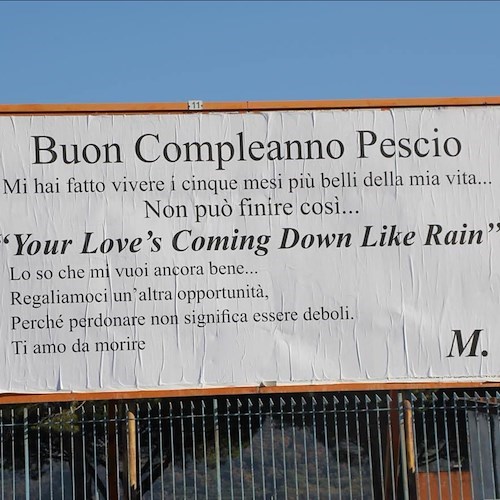 11
Buon Compleanno Pescio
Mi hai fatto vivere i cinque mesi più belli della mia vita...
Non può finire così...
“Your Love’s Coming Down Like Rain”
Lo so che mi vuoi ancora bene...
Regaliamoci un’altra opportunità,
Perché perdonare non significa essere deboli.
Ti amo da morire
M.